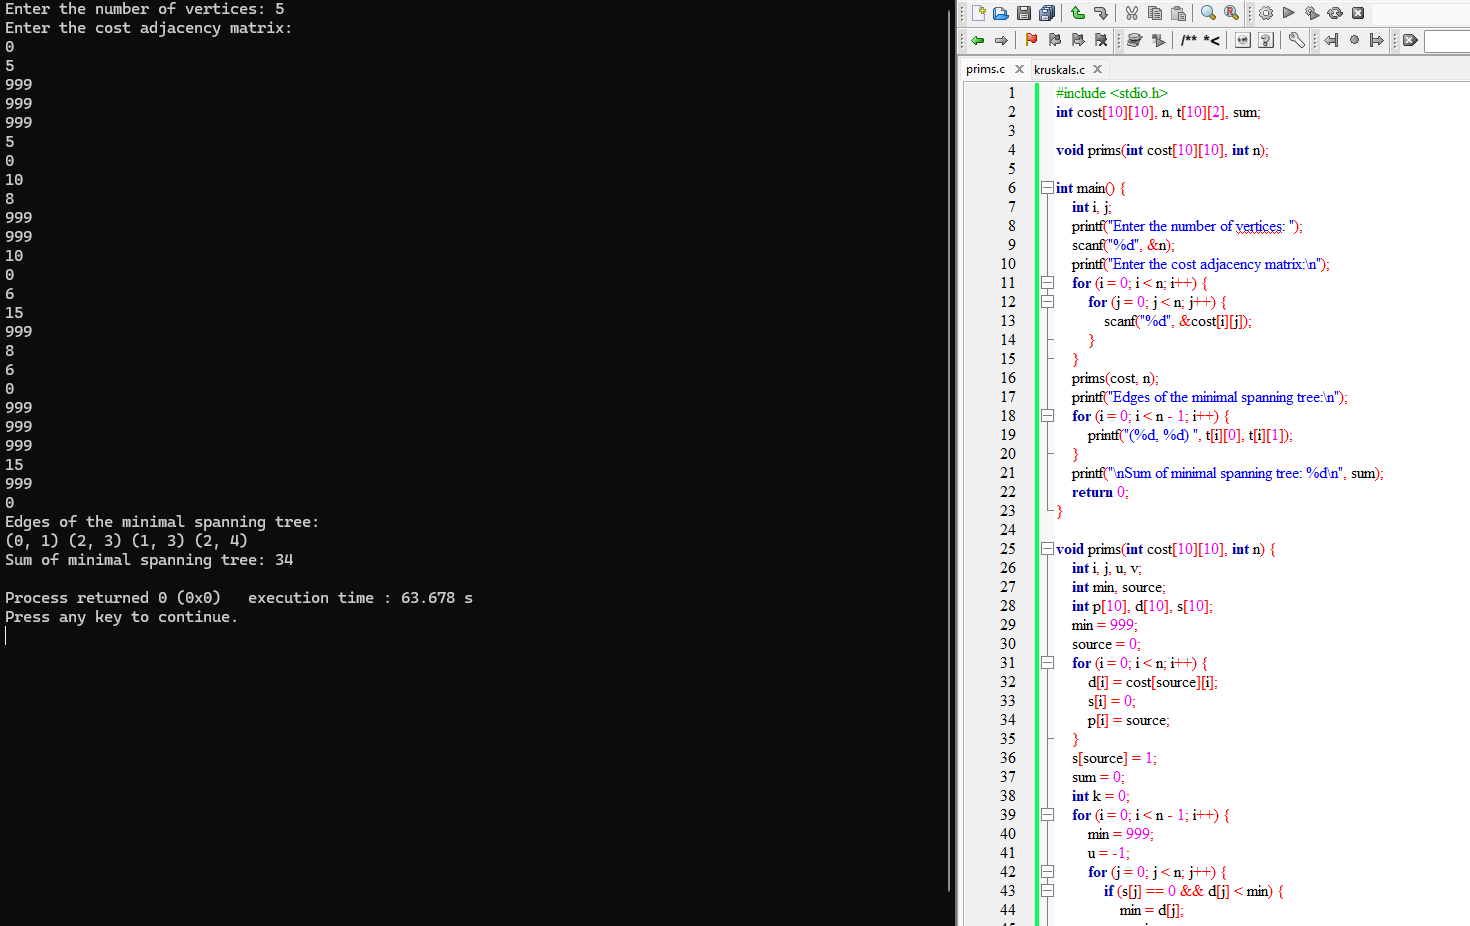 Enter the number of vertices: 5
Enter the cost adjacency matrix:
0
5
999
999
999
5
0
10
8
999
999
10
0
6
15
999
8
6
0
999
999
999
15
999
0
Edges of the minimal spanning tree:
(0, 1) (2, 3) (1, 3) (2, 4)
Sum of minimal spanning tree: 34
Process returned 0 (0x0)   execution time : 63.678 s
Press any key to continue.
/** *<
prims.c kruskals.c
1 #include <stdio.h>
2 int cost[10][10], n, t[10][2], sum;
3
4 void prims(int cost[10][10], int n);
5
6 int main() {
7 int i, j;
8 printf("Enter the number of vertices: ");
9 scanf("%d", &n);
10 printf("Enter the cost adjacency matrix:\n");
11 for (i = 0; i < n; i++) {
12 for (j = 0; j < n; j++) {
13 scanf("%d", &cost[i][j]);
14 }
15 }
16 prims(cost, n);
17 printf("Edges of the minimal spanning tree:\n");
18 for (i = 0; i < n - 1; i++) {
19 printf("(%d, %d) ", t[i][0], t[i][1]);
20 }
21 printf("\nSum of minimal spanning tree: %d\n", sum);
22 return 0;
23 }
24
25 void prims(int cost[10][10], int n) {
26 int i, j, u, v;
27 int min, source;
28 int p[10], d[10], s[10];
29 min = 999;
30 source = 0;
31 for (i = 0; i < n; i++) {
32 d[i] = cost[source][i];
33 s[i] = 0;
34 p[i] = source;
35 }
36 s[source] = 1;
37 sum = 0;
38 int k = 0;
39 for (i = 0; i < n - 1; i++) {
40 min = 999;
41 u = -1;
42 for (j = 0; j < n; j++) {
43 if (s[j] == 0 && d[j] < min) {
44 min = d[j];